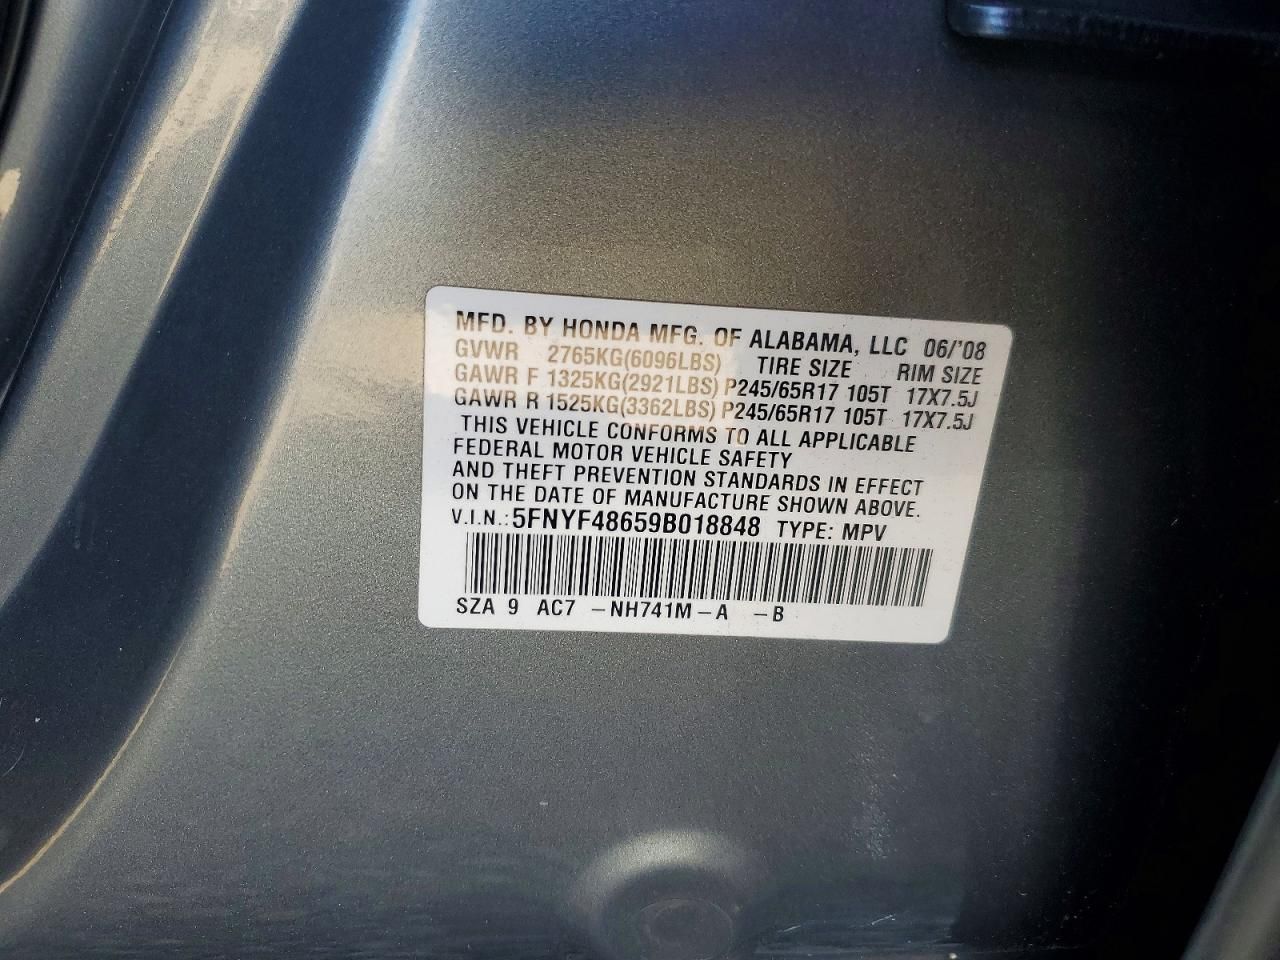 MFD. BY HONDA MFG. OF ALABAMA, LLC 06/'08
GVWR 2765KG(6096LBS) TIRE SIZE RIM SIZE
GAWR F 1325KG(2921LBS) P245/65R17 105T 17X7.5J
GAWR R 1525KG(3362LBS) P245/65R17 105T 17X7.5J
THIS VEHICLE CONFORMS TO ALL APPLICABLE
FEDERAL MOTOR VEHICLE SAFETY
AND THEFT PREVENTION STANDARDS IN EFFECT
ON THE DATE OF MANUFACTURE SHOWN ABOVE.
V.I.N.: 5FNYF48659B018848 TYPE: MPV
SZA 9 AC7 -NH741M-A -B